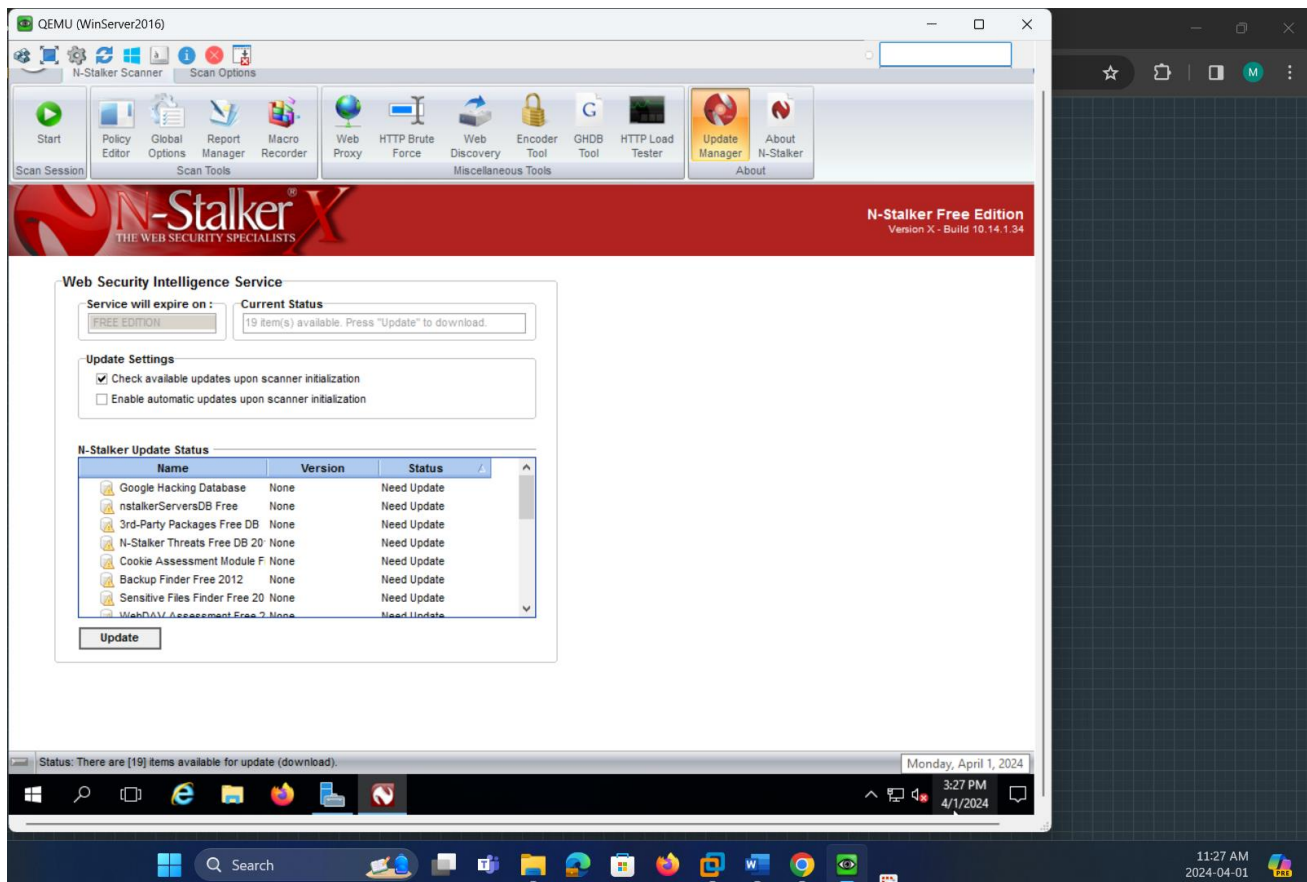 QEMU (WinServer2016)
N-Stalker Scanner Scan Options
Start Policy Editor Global Options Report Manager Macro Recorder Web Proxy HTTP Brute Force Web Discovery Encoder Tool GHDB Tool HTTP Load Tester Update Manager About N-Stalker
Scan Session Scan Tools Miscellaneous Tools About
N-Stalker® X
THE WEB SECURITY SPECIALISTS
N-Stalker Free Edition
Version X - Build 10.14.1.34
Web Security Intelligence Service
Service will expire on : Current Status
FREE EDITION 19 item(s) available. Press "Update" to download.
Update Settings
Check available updates upon scanner initialization
Enable automatic updates upon scanner initialization
N-Stalker Update Status
Name Version Status
Google Hacking Database None Need Update
nstalkerServersDB Free None Need Update
3rd-Party Packages Free DB None Need Update
N-Stalker Threats Free DB 20 None Need Update
Cookie Assessment Module F None Need Update
Backup Finder Free 2012 None Need Update
Sensitive Files Finder Free 20 None Need Update
WebDAV Assessment Free 2 None Need Update
Update
Status: There are [19] items available for update (download).
Monday, April 1, 2024
3:27 PM
4/1/2024
Search
11:27 AM
2024-04-01
M
PRE